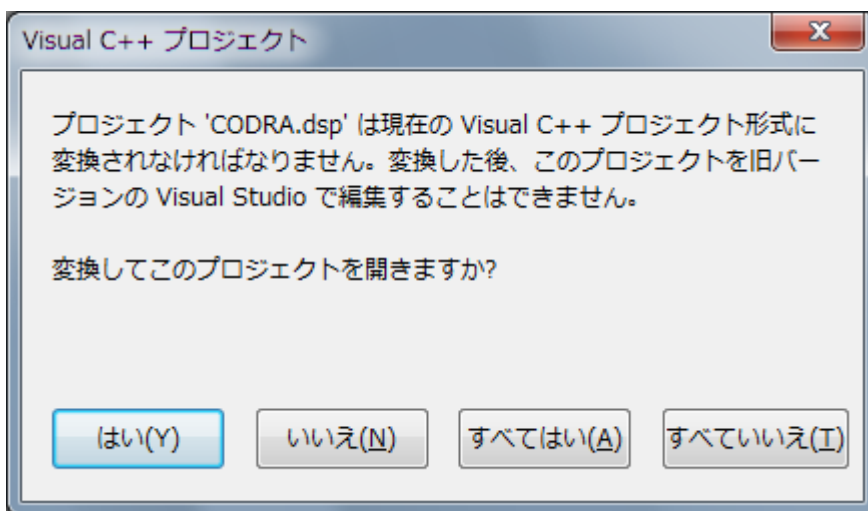 Visual C++ プロジェクト
プロジェクト 'CODRA.dsp' は現在の Visual C++ プロジェクト形式に
変換されなければなりません。変換した後、このプロジェクトを旧バー
ジョンの Visual Studio で編集することはできません。
変換してこのプロジェクトを開きますか?
はい(Y) いいえ(N) すべてはい(A) すべていいえ(T)